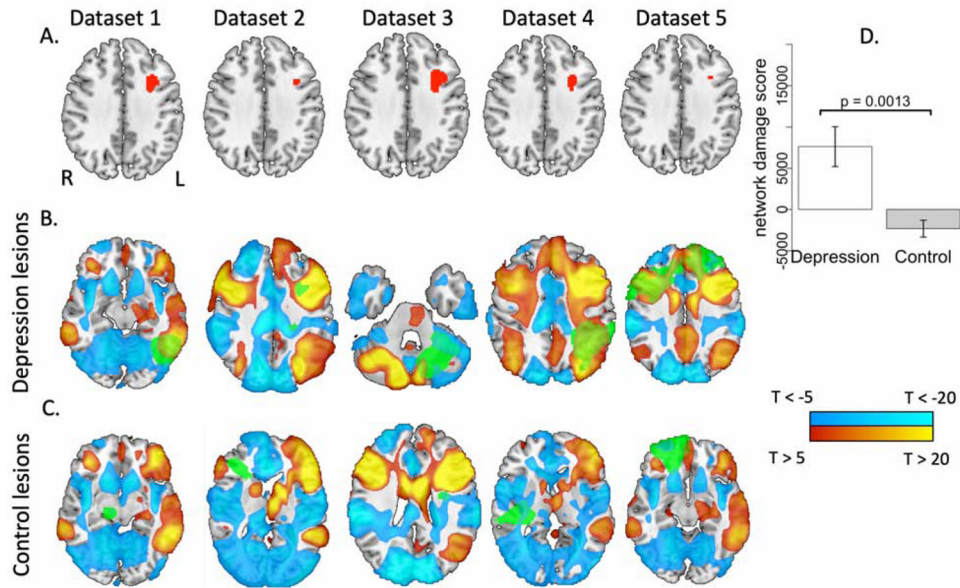 Dataset 1 Dataset 2 Dataset 3 Dataset 4 Dataset 5
A.
R L
D.
p = 0.0013
network damage score
15000
5000
0
-5000
Depression Control
B.
Depression lesions
C.
Control lesions
T < -5 T < -20
T > 5 T > 20